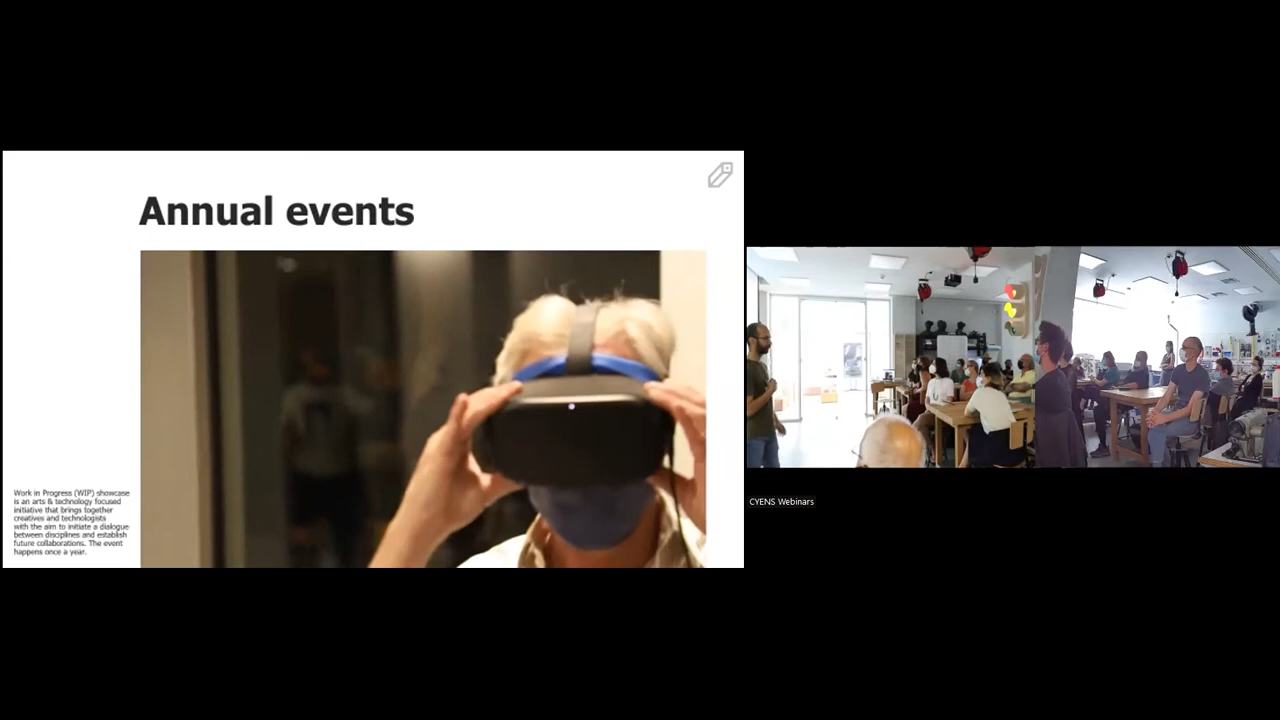 Annual events
Work in Progress (WIP) showcase
is an arts & technology focused
initiative that brings together
creatives and technologists
with the aim to initiate a dialogue
between disciplines and establish
future collaborations. The event
happens once a year.
CYENS Webinars